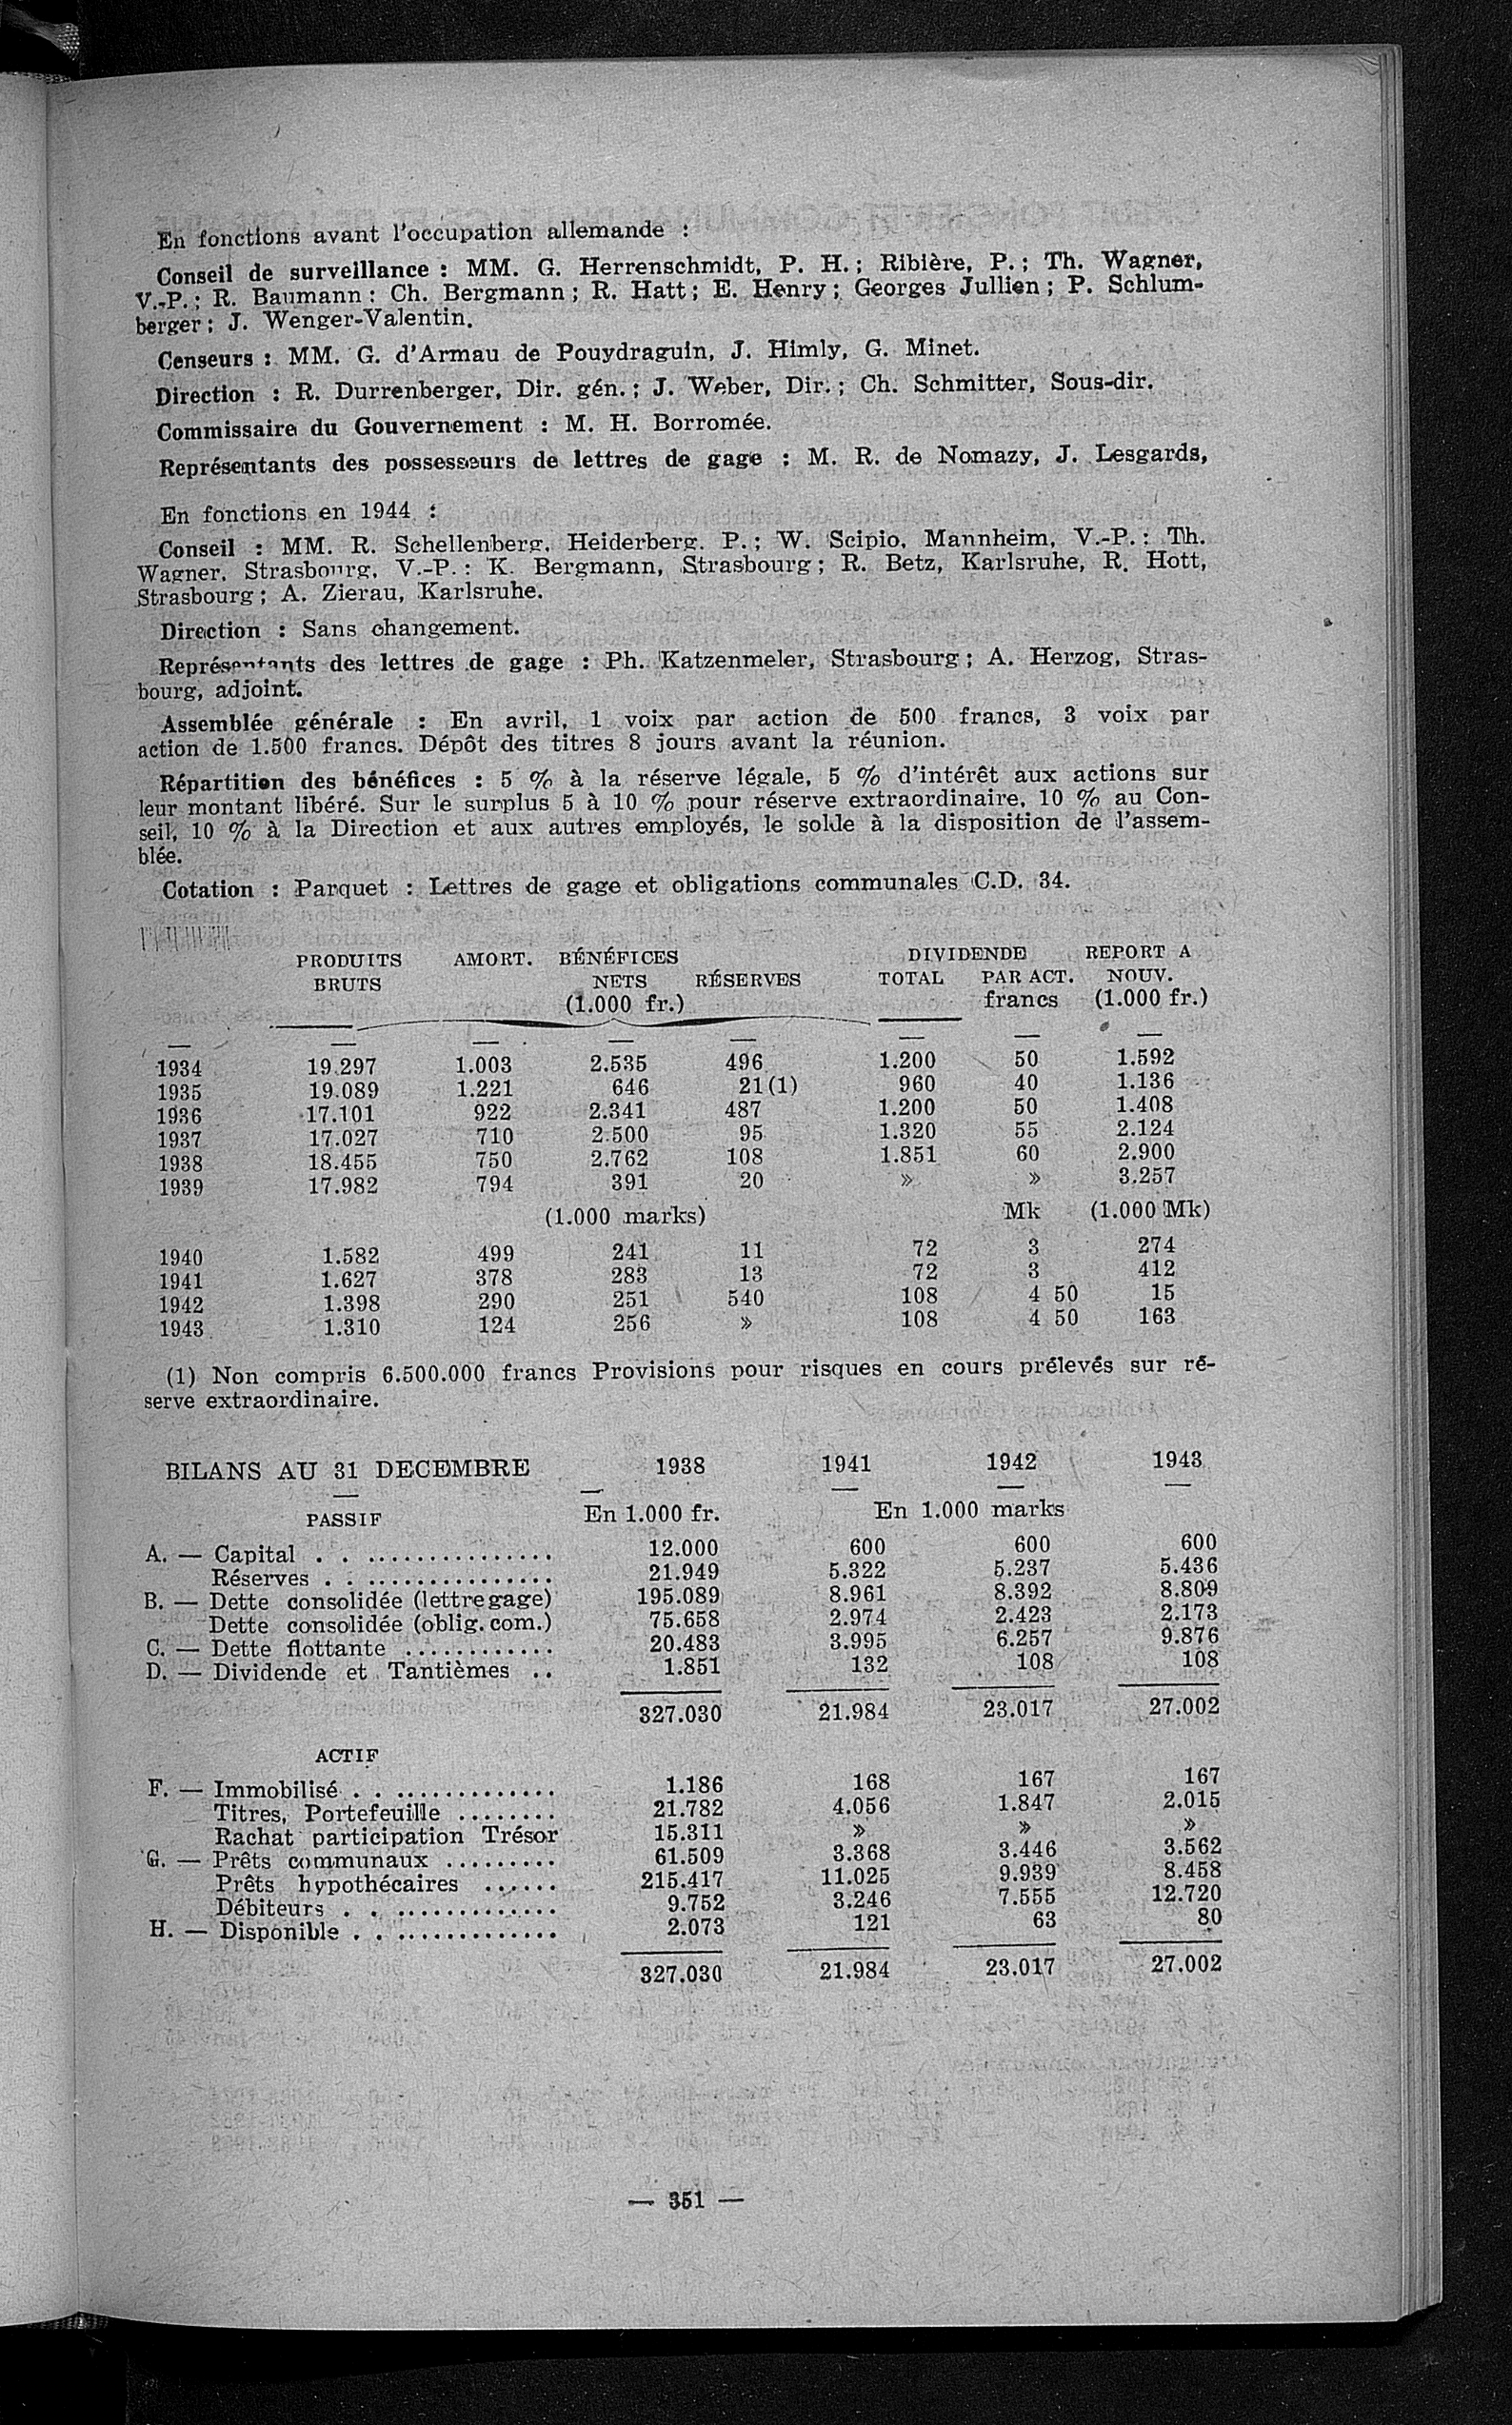 En fonctions avant l'occupation allemande :
Conseil de surveillance : MM. G. Herrenschmidt, P. H.; Ribière, P.; Th. Wagner,
V.-P.; R. Baumann: Ch. Bergmann; R. Hatt; E. Henry; Georges Jullien; P. Schlum-
berger; J. Wenger-Valentin.
Censeurs : MM. G. d'Armau de Pouydraguin, J. Himly, G. Minet.
Direction : R. Durrenberger, Dir. gén.; J. Weber, Dir.; Ch. Schmitter, Sous-dir.
Commissaire du Gouvernement : M. H. Borromée.
Représentants des possesseurs de lettres de gage : M. R. de Nomazy, J. Lesgards,
En fonctions en 1944 :
Conseil : MM. R. Schellenberg, Heiderberg. P.; W. Scipio, Mannheim, V.-P.: Th.
Wagner, Strasbourg, V.-P.: K. Bergmann, Strasbourg; R. Betz, Karlsruhe, R. Hott,
Strasbourg; A. Zierau, Karlsruhe.
Direction : Sans changement.
Représentants des lettres de gage : Ph. Katzenmeler, Strasbourg; A. Herzog, Stras-
bourg, adjoint.
Assemblée générale : En avril, 1 voix par action de 500 francs, 3 voix par
action de 1.500 francs. Dépôt des titres 8 jours avant la réunion.
Répartition des bénéfices : 5 % à la réserve légale, 5 % d'intérêt aux actions sur
leur montant libéré. Sur le surplus 5 à 10 % pour réserve extraordinaire, 10 % au Con-
seil, 10 % à la Direction et aux autres employés, le solde à la disposition de l'assem-
blée.
Cotation : Parquet : Lettres de gage et obligations communales C.D. 34.
PRODUITS AMORT. BÉNÉFICES DIVIDENDE REPORT A
BRUTS NETS RÉSERVES TOTAL PAR ACT. NOUV.
(1.000 fr.) francs (1.000 fr.)
— — — — — — — —
1934 19.297 1.003 2.535 496 1.200 50 1.592
1935 19.089 1.221 646 21(1) 960 40 1.136
1936 17.101 922 2.341 487 1.200 50 1.408
1937 17.027 710 2.500 95 1.320 55 2.124
1938 18.455 750 2.762 108 1.851 60 2.900
1939 17.982 794 391 20 » » 3.257
(1.000 marks) Mk (1.000 Mk)
1940 1.582 499 241 11 72 3 274
1941 1.627 378 283 13 72 3 412
1942 1.398 290 251 540 108 4 50 15
1943 1.310 124 256 » 108 4 50 163
(1) Non compris 6.500.000 francs Provisions pour risques en cours prélevés sur ré-
serve extraordinaire.
BILANS AU 31 DECEMBRE 1938 1941 1942 1943
PASSIF En 1.000 fr. En 1.000 marks
A. — Capital . . ............... 12.000 600 600 600
Réserves . . ............... 21.949 5.322 5.237 5.436
B. — Dette consolidée (lettre gage) 195.089 8.961 8.392 8.809
Dette consolidée (oblig. com.) 75.658 2.974 2.423 2.173
C. — Dette flottante ............ 20.483 3.995 6.257 9.876
D. — Dividende et Tantièmes .. 1.851 132 108 108
327.030 21.984 23.017 27.002
ACTIF
F. — Immobilisé . . ............. 1.186 168 167 167
Titres, Portefeuille ........ 21.782 4.056 1.847 2.015
Rachat participation Trésor 15.311 » » »
G. — Prêts communaux ......... 61.509 3.368 3.446 3.562
Prêts hypothécaires ...... 215.417 11.025 9.939 8.458
Débiteurs . . ............. 9.752 3.246 7.555 12.720
H. — Disponible . . ............. 2.073 121 63 80
327.030 21.984 23.017 27.002
— 351 —